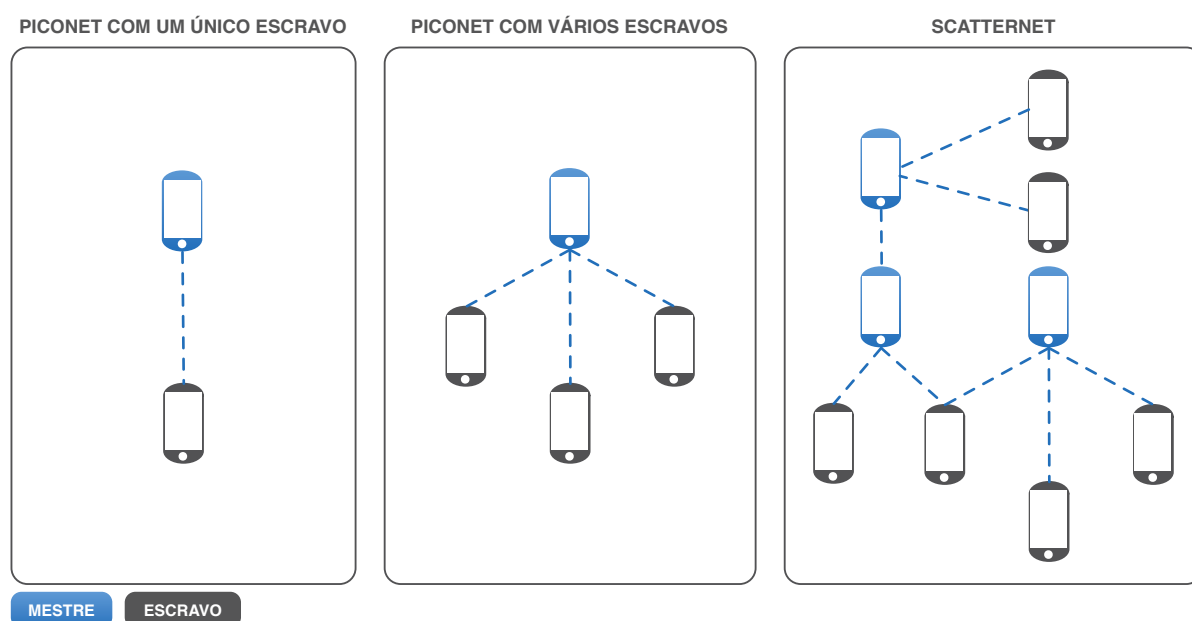 PICONET COM UM ÚNICO ESCRAVO
PICONET COM VÁRIOS ESCRAVOS
SCATTERNET
MESTRE
ESCRAVO